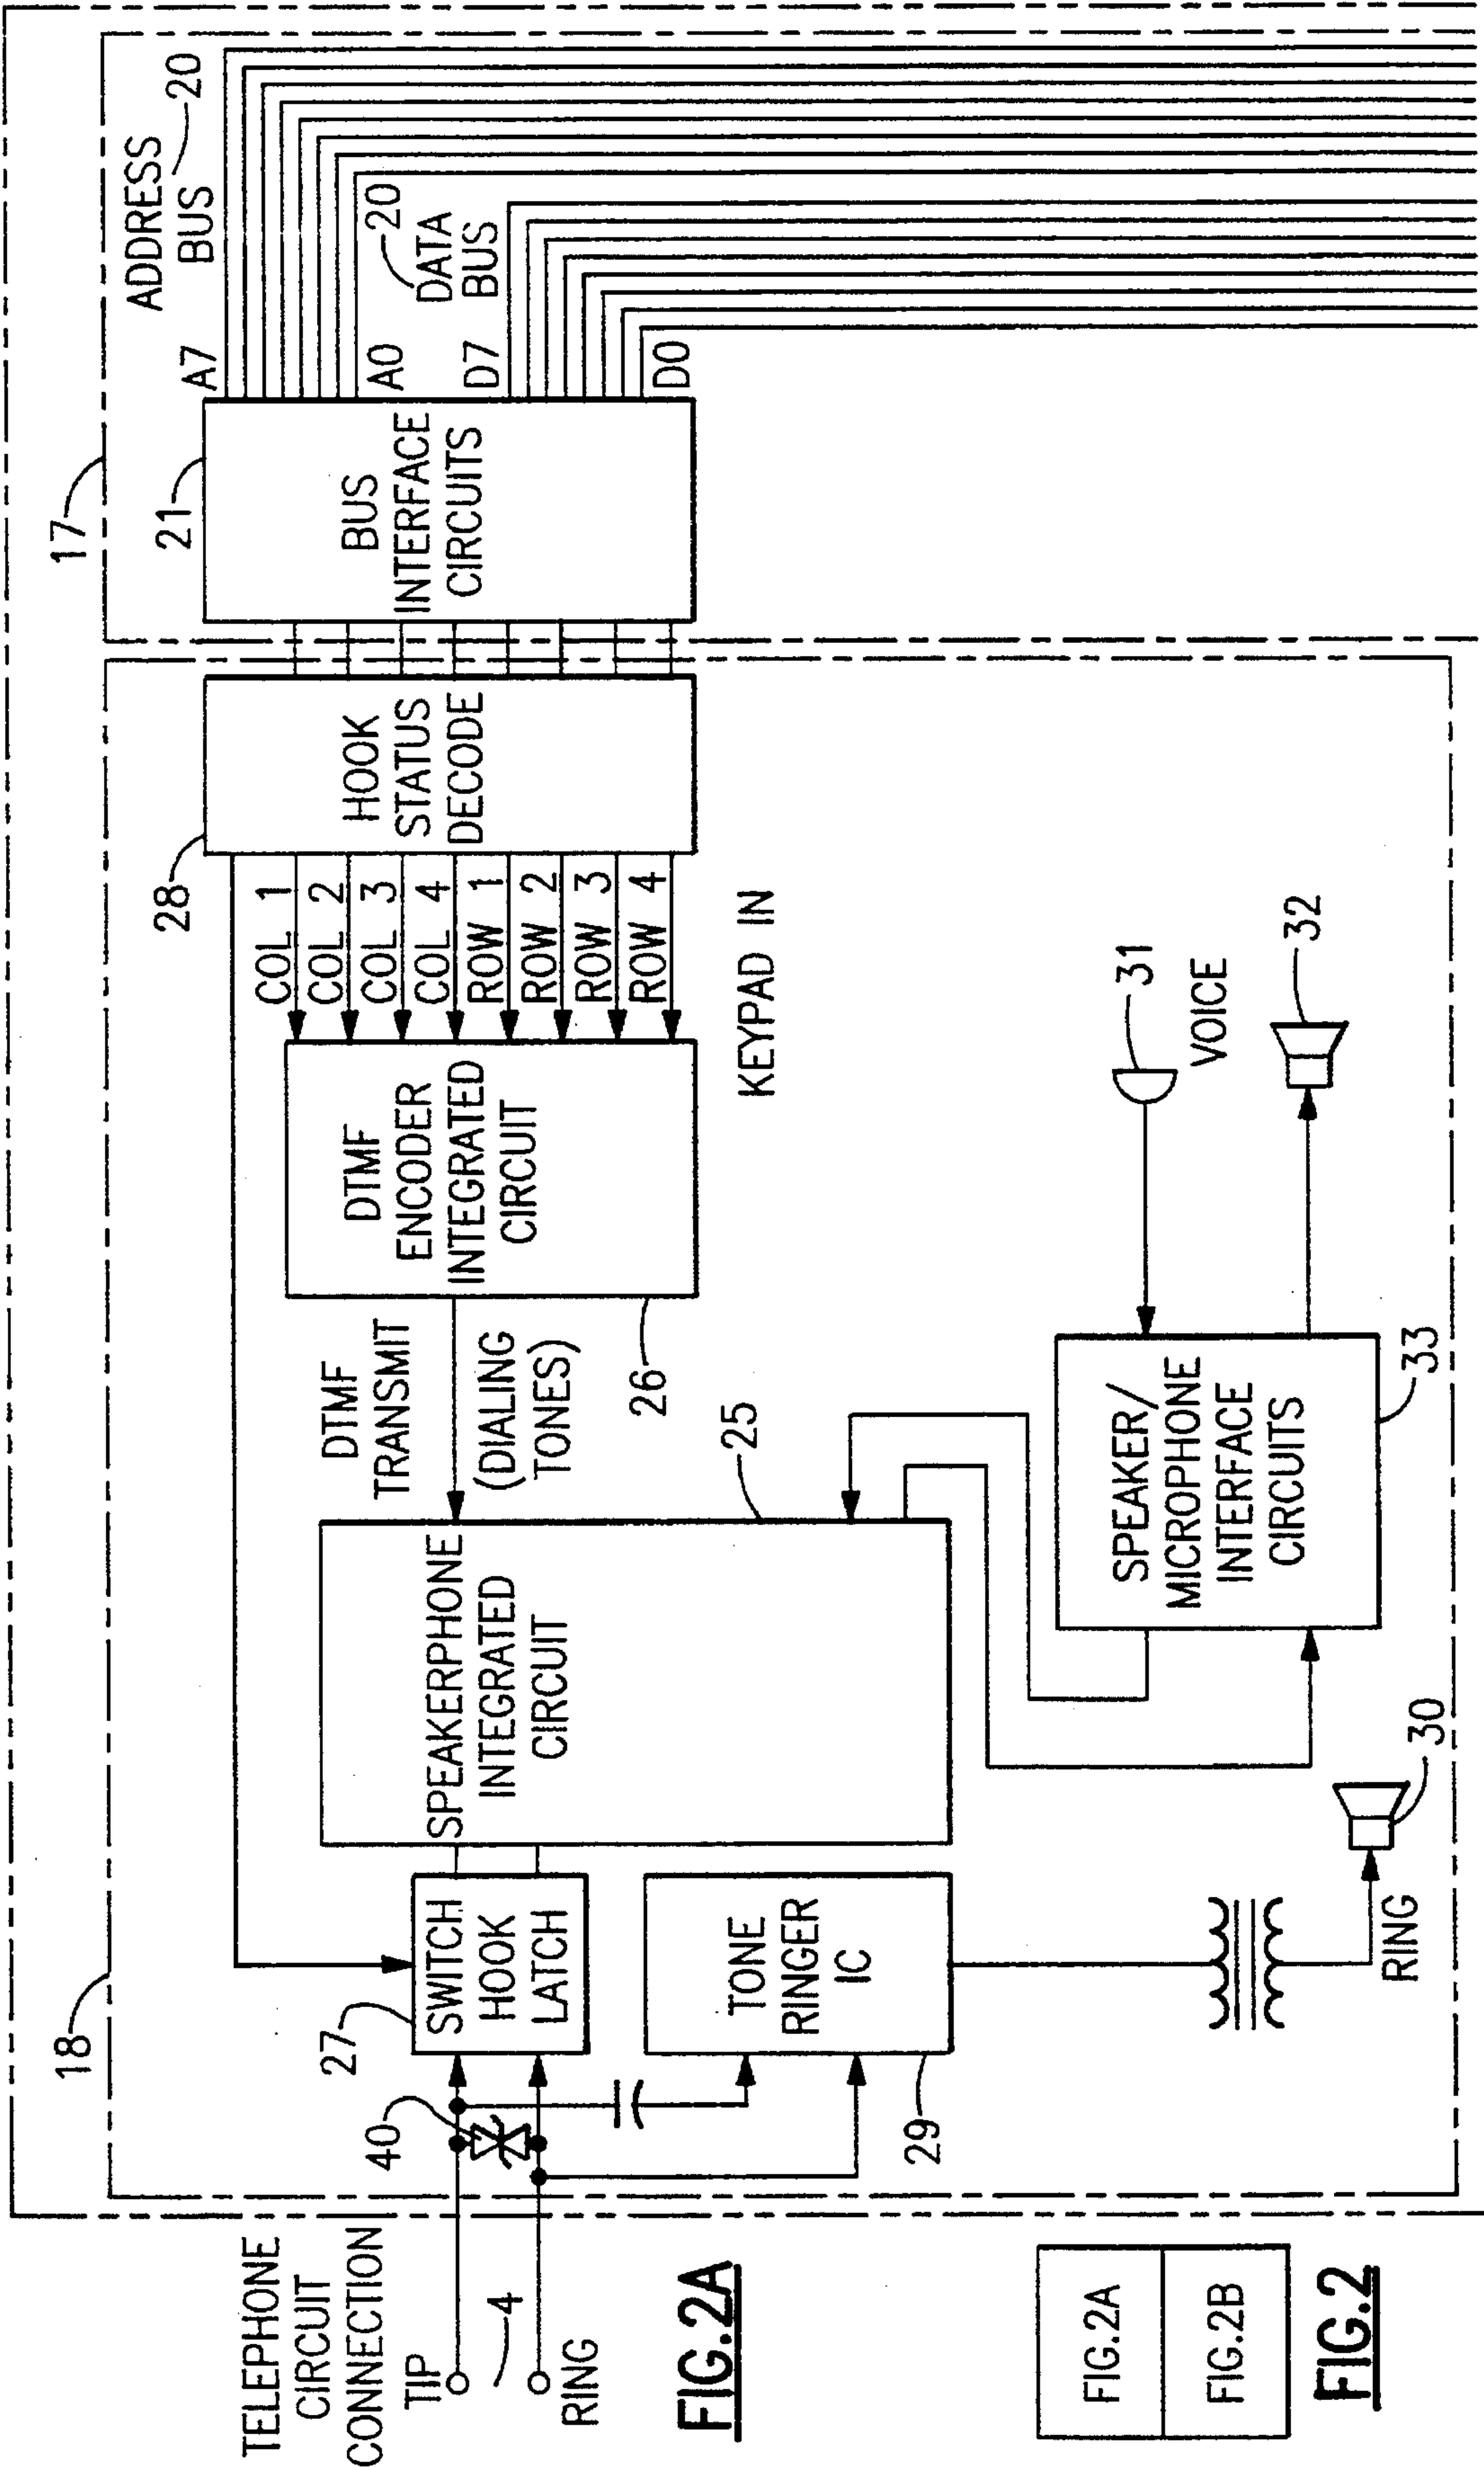 TELEPHONE
CIRCUIT
CONNECTION
TIP
4
RING
40
18
27
SWITCH
HOOK
LATCH
29
TONE
RINGER
IC
RING
30
SPEAKERPHONE
INTEGRATED
CIRCUIT
25
DTMF
TRANSMIT
(DIALING
TONES)
26
DTMF
ENCODER
INTEGRATED
CIRCUIT
COL 1
COL 2
COL 3
COL 4
ROW 1
ROW 2
ROW 3
ROW 4
KEYPAD IN
28
HOOK
STATUS
DECODE
SPEAKER/
MICROPHONE
INTERFACE
CIRCUITS
33
31
VOICE
32
17
21
BUS
INTERFACE
CIRCUITS
A7
A0
D7
D0
ADDRESS
BUS
20
20
DATA
BUS
FIG.2A
FIG.2A
FIG.2B
FIG.2